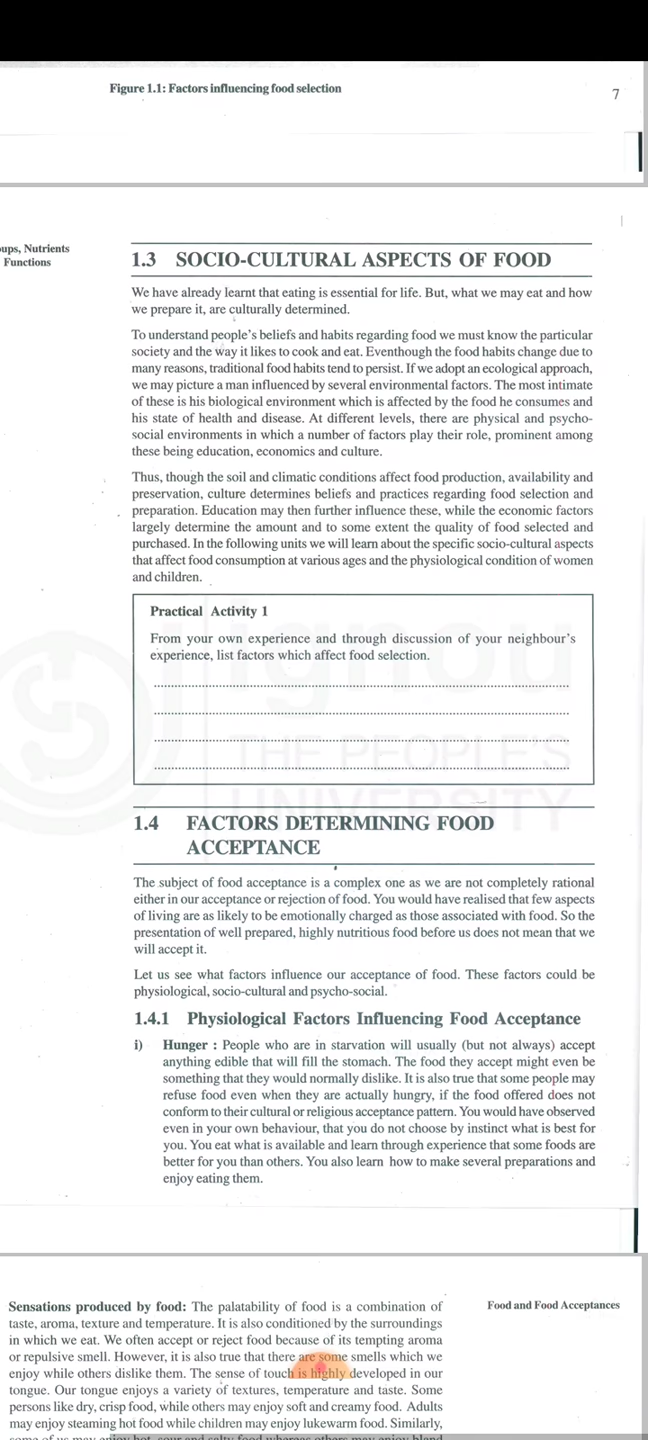 Figure 1.1: Factors influencing food selection
7
ups, Nutrients
Functions
1.3 SOCIO-CULTURAL ASPECTS OF FOOD
We have already learnt that eating is essential for life. But, what we may eat and how
we prepare it, are culturally determined.
To understand people's beliefs and habits regarding food we must know the particular
society and the way it likes to cook and eat. Eventhough the food habits change due to
many reasons, traditional food habits tend to persist. If we adopt an ecological approach,
we may picture a man influenced by several environmental factors. The most intimate
of these is his biological environment which is affected by the food he consumes and
his state of health and disease. At different levels, there are physical and psycho-
social environments in which a number of factors play their role, prominent among
these being education, economics and culture.
Thus, though the soil and climatic conditions affect food production, availability and
preservation, culture determines beliefs and practices regarding food selection and
preparation. Education may then further influence these, while the economic factors
largely determine the amount and to some extent the quality of food selected and
purchased. In the following units we will learn about the specific socio-cultural aspects
that affect food consumption at various ages and the physiological condition of women
and children.
Practical Activity 1
From your own experience and through discussion of your neighbour's
experience, list factors which affect food selection.
ignou
THE PEOPLE'S
UNIVERSITY
1.4 FACTORS DETERMINING FOOD
ACCEPTANCE
The subject of food acceptance is a complex one as we are not completely rational
either in our acceptance or rejection of food. You would have realised that few aspects
of living are as likely to be emotionally charged as those associated with food. So the
presentation of well prepared, highly nutritious food before us does not mean that we
will accept it.
Let us see what factors influence our acceptance of food. These factors could be
physiological, socio-cultural and psycho-social.
1.4.1 Physiological Factors Influencing Food Acceptance
i) Hunger : People who are in starvation will usually (but not always) accept
anything edible that will fill the stomach. The food they accept might even be
something that they would normally dislike. It is also true that some people may
refuse food even when they are actually hungry, if the food offered does not
conform to their cultural or religious acceptance pattern. You would have observed
even in your own behaviour, that you do not choose by instinct what is best for
you. You eat what is available and learn through experience that some foods are
better for you than others. You also learn how to make several preparations and
enjoy eating them.
Food and Food Acceptances
Sensations produced by food: The palatability of food is a combination of
taste, aroma, texture and temperature. It is also conditioned by the surroundings
in which we eat. We often accept or reject food because of its tempting aroma
or repulsive smell. However, it is also true that there are some smells which we
enjoy while others dislike them. The sense of touch is highly developed in our
tongue. Our tongue enjoys a variety of textures, temperature and taste. Some
persons like dry, crisp food, while others may enjoy soft and creamy food. Adults
may enjoy steaming hot food while children may enjoy lukewarm food. Similarly,
some of us may enjoy hot, sour and salty food whereas others may enjoy bland